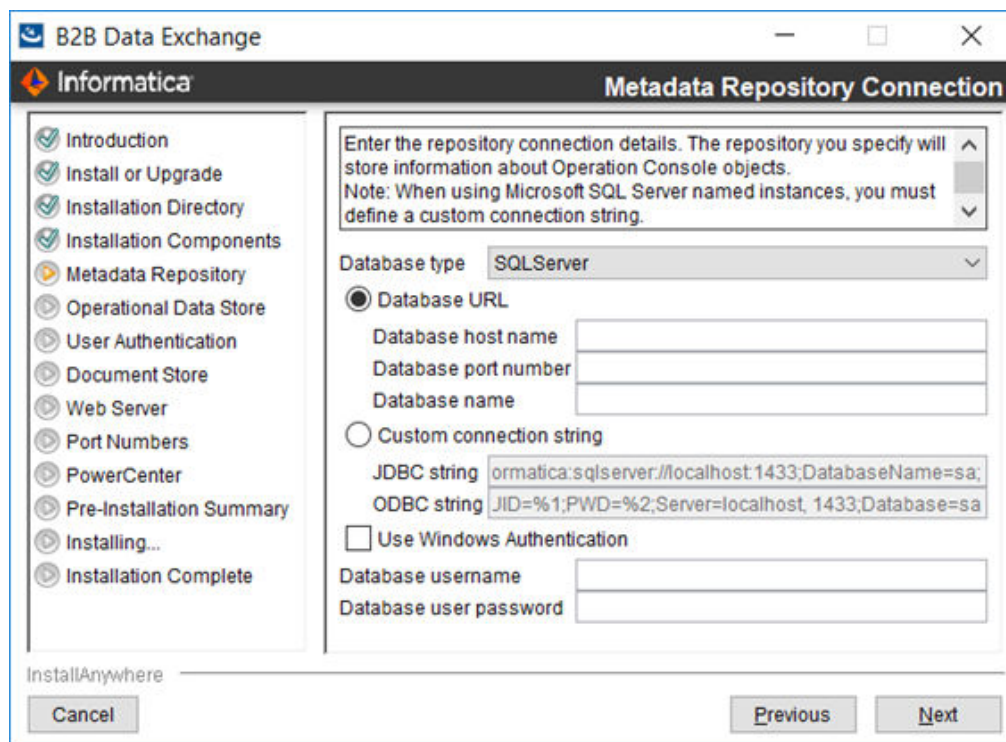 B2B Data Exchange
Informatica
Metadata Repository Connection
Introduction
Install or Upgrade
Installation Directory
Installation Components
Metadata Repository
Operational Data Store
User Authentication
Document Store
Web Server
Port Numbers
PowerCenter
Pre-Installation Summary
Installing...
Installation Complete
Enter the repository connection details. The repository you specify will
store information about Operation Console objects.
Note: When using Microsoft SQL Server named instances, you must
define a custom connection string.
Database type SQLServer
Database URL
Database host name
Database port number
Database name
Custom connection string
JDBC string ormatica:sqlserver://localhost:1433;DatabaseName=sa;
ODBC string JID=%1;PWD=%2;Server=localhost, 1433;Database=sa
Use Windows Authentication
Database username
Database user password
InstallAnywhere
Cancel
Previous
Next